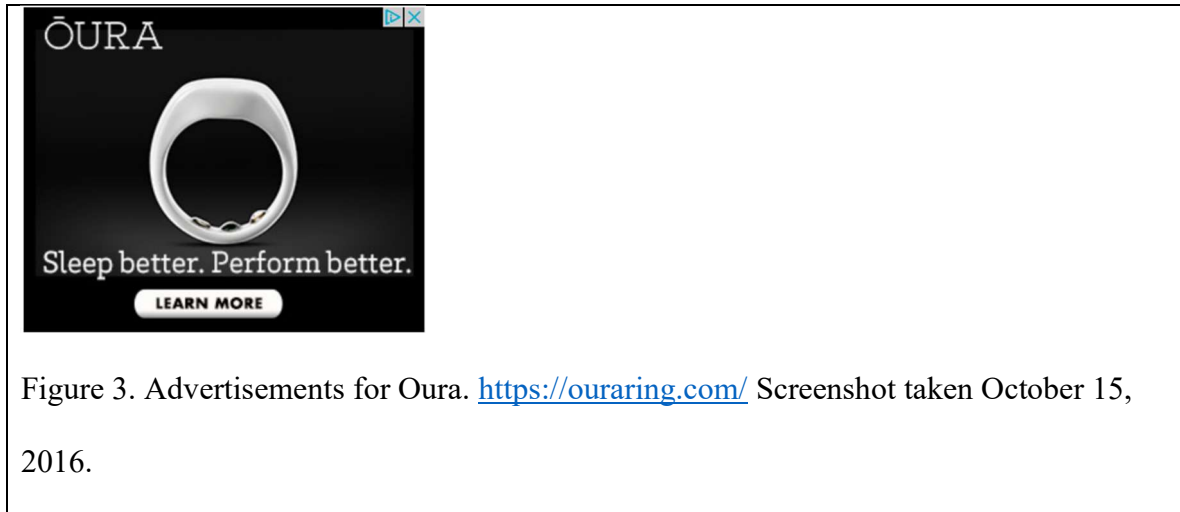 ŌURA
Sleep better. Perform better.
LEARN MORE
Figure 3. Advertisements for Oura. https://ouraring.com/ Screenshot taken October 15,
2016.